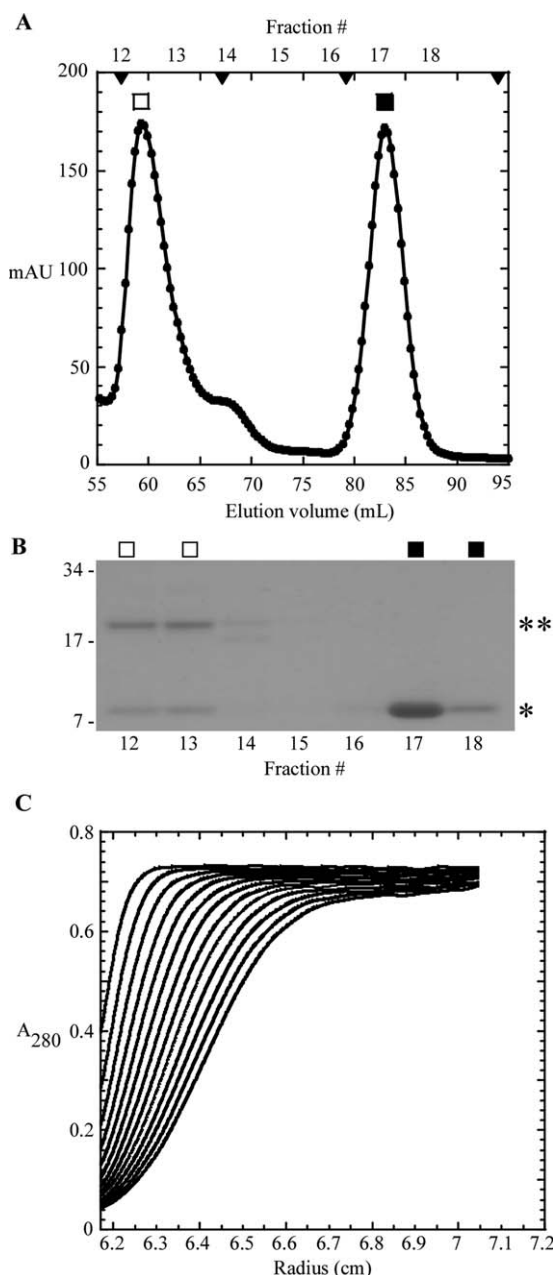 A
Fraction #
12 13 14 15 16 17 18
200
150
mAU 100
50
0
55 60 65 70 75 80 85 90 95
Elution volume (mL)
B
34 -
17 -
7 -
**
*
12 13 14 15 16 17 18
Fraction #
C
0.8
0.6
A280 0.4
0.2
0
6.2 6.3 6.4 6.5 6.6 6.7 6.8 6.9 7 7.1 7.2
Radius (cm)